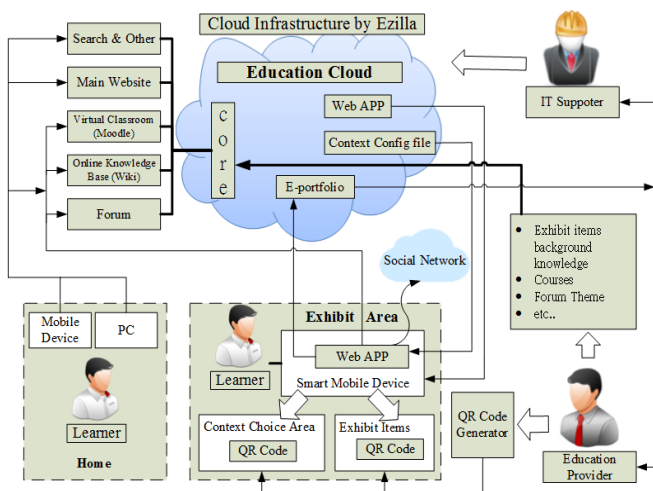 Cloud Infrastructure by Ezilla
Education Cloud
Search & Other
Main Website
Virtual Classroom
(Moodle)
Online Knowledge
Base (Wiki)
Forum
C
o
r
e
Web APP
Context Config file
E-portfolio
IT Suppoter
Social Network
Exhibit items
background
knowledge
Courses
Forum Theme
etc..
Mobile
Device
PC
Learner
Home
Exhibit Area
Learner
Web APP
Smart Mobile Device
Context Choice Area
QR Code
Exhibit Items
QR Code
QR Code
Generator
Education
Provider